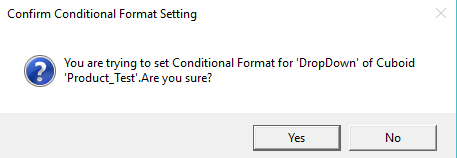 Confirm Conditional Format Setting
You are trying to set Conditional Format for 'DropDown' of Cuboid
'Product_Test'.Are you sure?
Yes
No